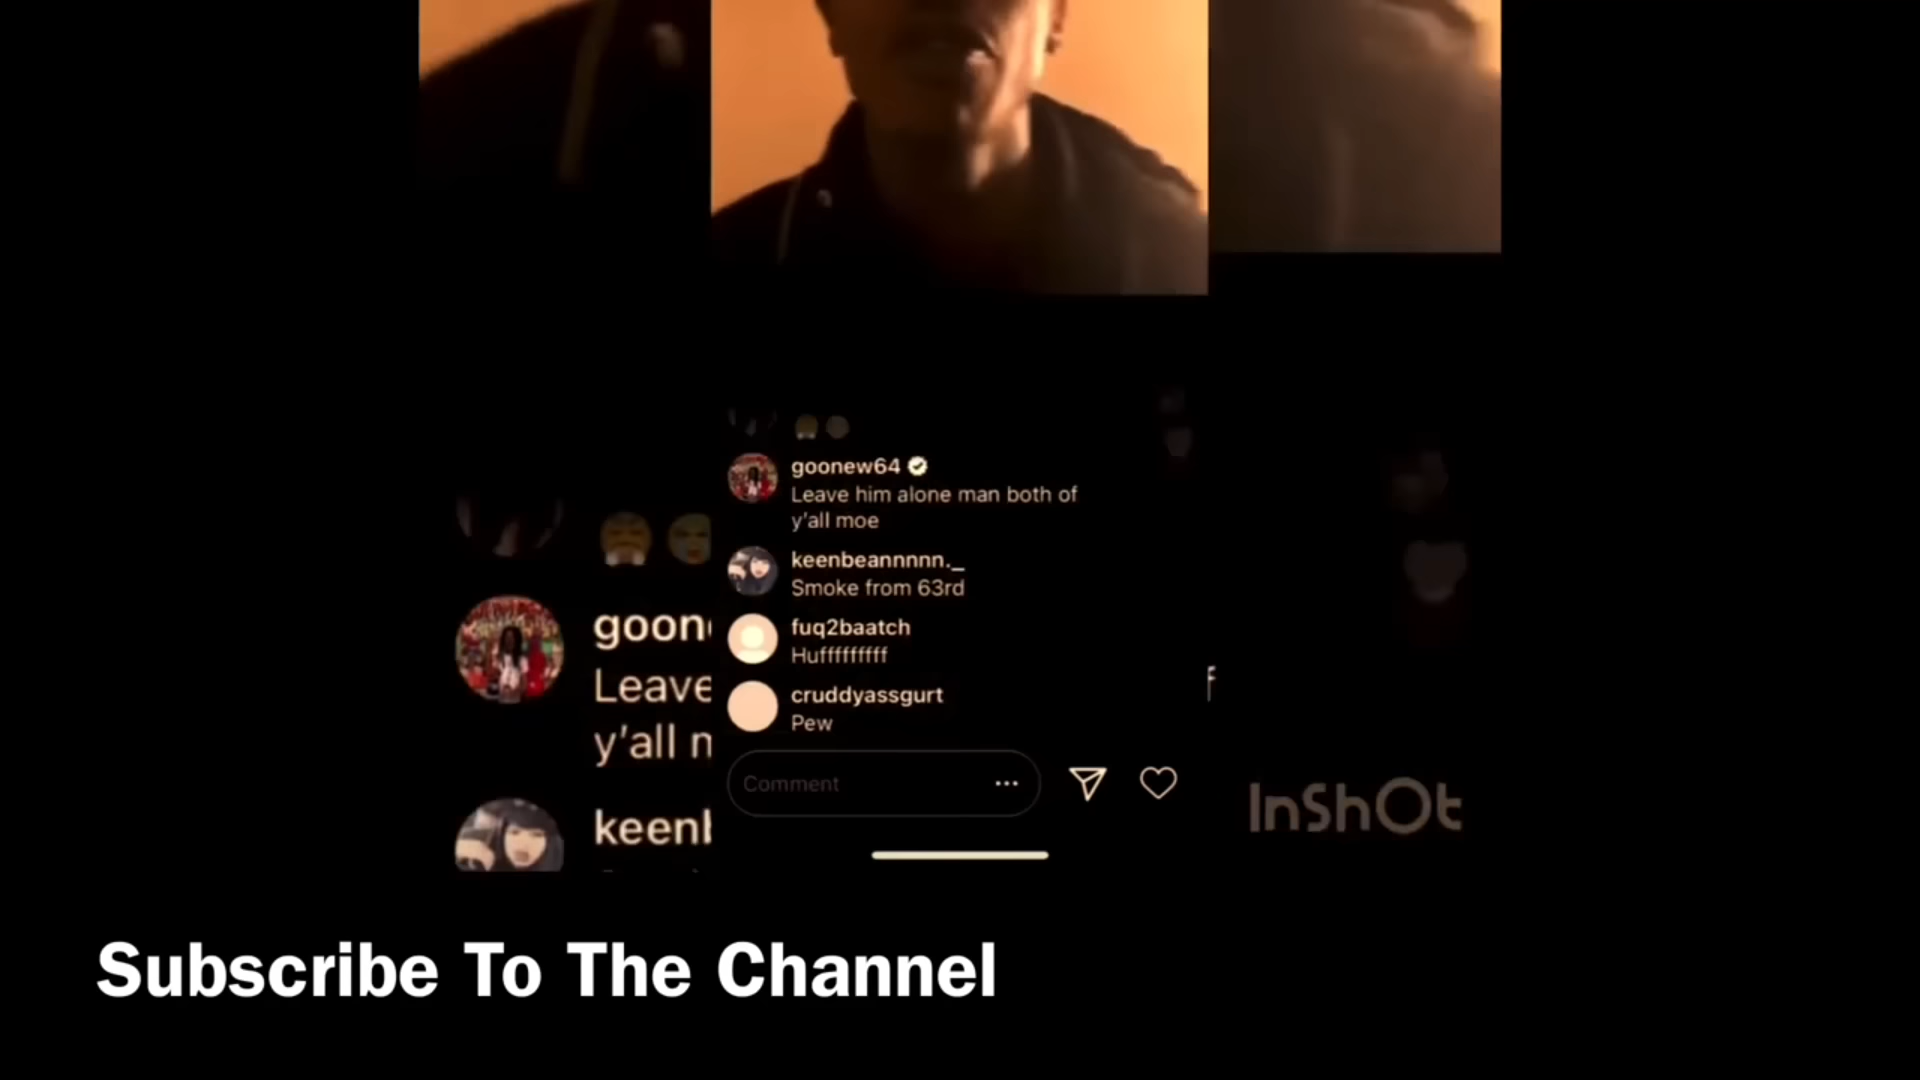 goonew64
Leave him alone man both of
y'all moe
keenbeannnnn._
Smoke from 63rd
fuq2baatch
Hufffffffff
cruddyassgurt
Pew
Comment
goon
Leave
y'all
keenb
f
InShOt
Subscribe To The Channel